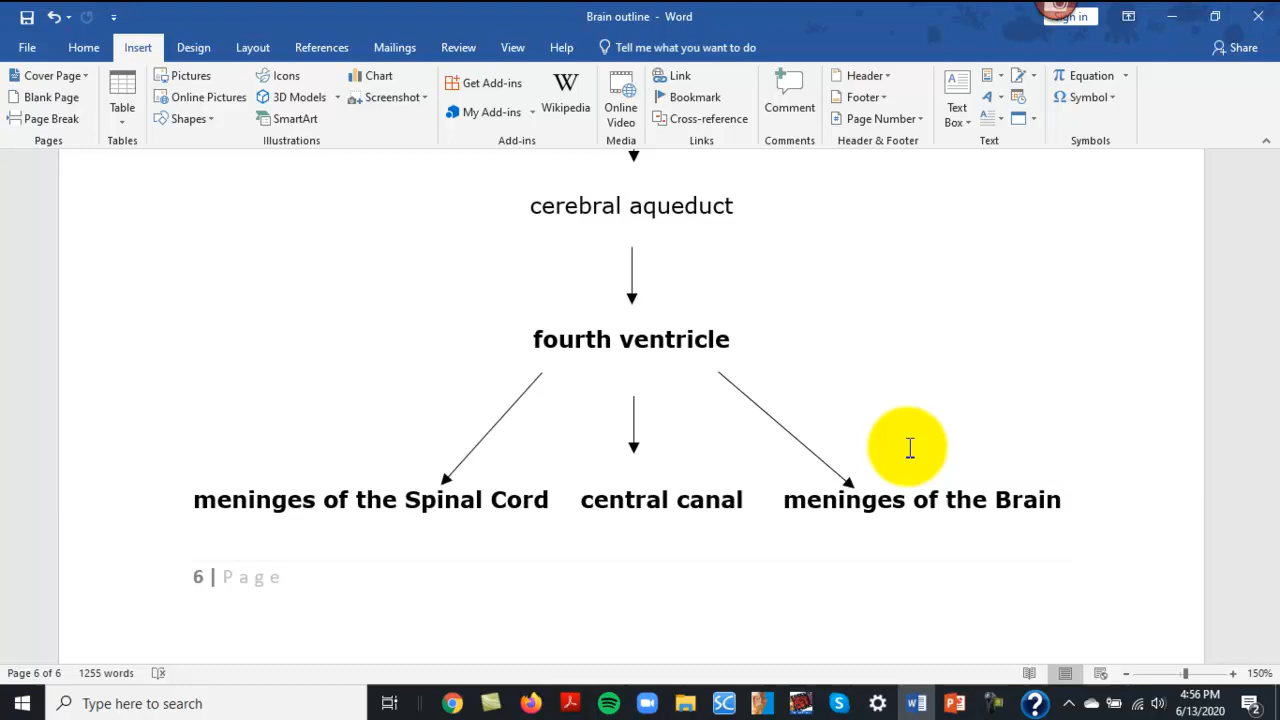 Brain outline - Word
Sign in
File Home Insert Design Layout References Mailings Review View Help Tell me what you want to do Share
Cover Page
Blank Page
Page Break
Pages
Table
Tables
Pictures
Online Pictures
Shapes
Icons
3D Models
SmartArt
Chart
Screenshot
Illustrations
Get Add-ins
My Add-ins
Wikipedia
Add-ins
Online
Video
Media
Link
Bookmark
Cross-reference
Links
Comment
Comments
Header
Footer
Page Number
Header & Footer
Text
Box
Text
Equation
Symbol
Symbols
cerebral aqueduct
fourth ventricle
meninges of the Spinal Cord central canal meninges of the Brain
6 | Page
Page 6 of 6 1255 words
150%
Type here to search
4:56 PM
6/13/2020
2